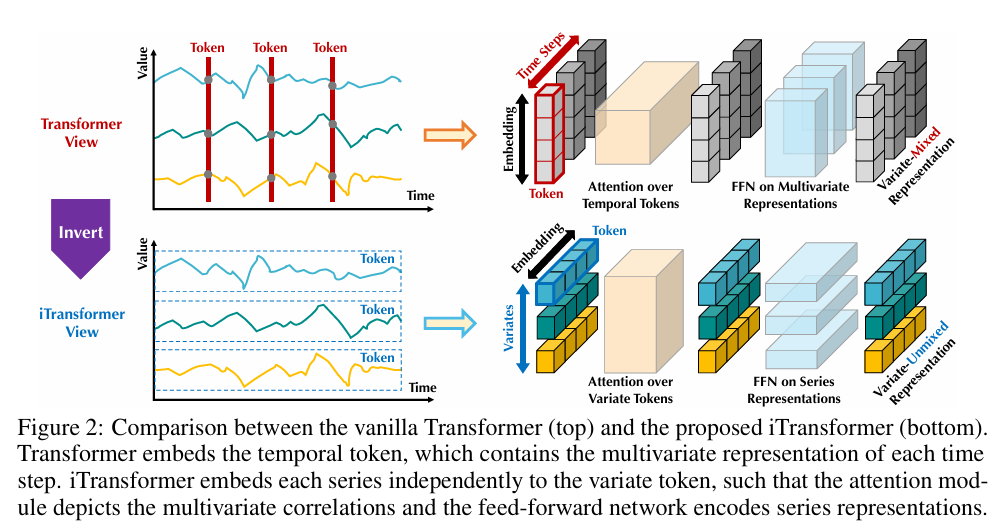 Value
Token
Token
Token
Transformer
View
Time
Time Steps
Embedding
Token
Attention over
Temporal Tokens
FFN on Multivariate
Representations
Variate-Mixed
Representation
Invert
Value
Token
iTransformer
View
Token
Token
Time
Embedding
Token
Variates
Attention over
Variate Tokens
FFN on Series
Representations
Variate-Unmixed
Representation
Figure 2: Comparison between the vanilla Transformer (top) and the proposed iTransformer (bottom).
Transformer embeds the temporal token, which contains the multivariate representation of each time
step. iTransformer embeds each series independently to the variate token, such that the attention mod-
ule depicts the multivariate correlations and the feed-forward network encodes series representations.